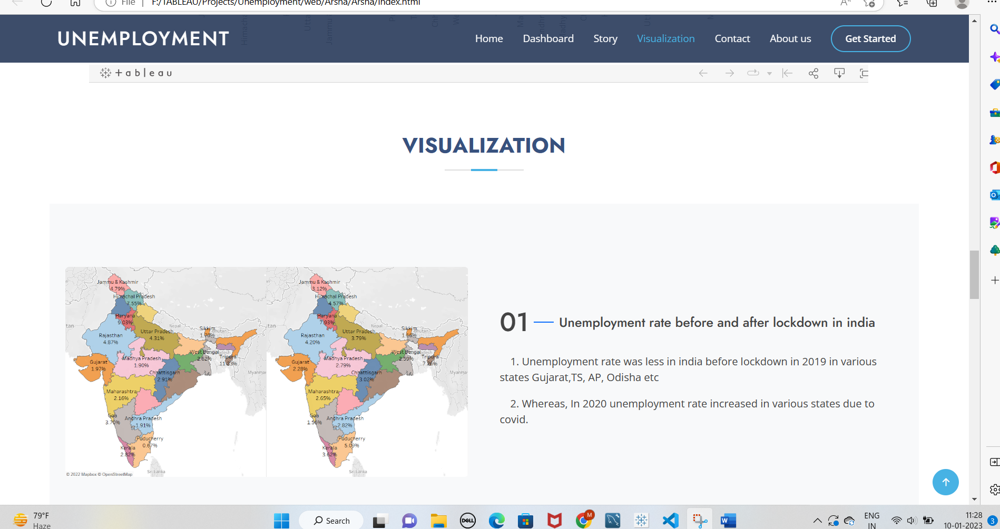 File | F:/TABLEAU/Projects/Unemployment/web/Arsha/Arsha/index.html
UNEMPLOYMENT
Home Dashboard Story Visualization Contact About us Get Started
+ableau
VISUALIZATION
Jammu & Kashmir
4.79%
Himachal Pradesh
7.55%
Haryana
9.03%
Nepal
Sikkim
1.70%
Bhutan
Uttar Pradesh
4.31%
Rajasthan
4.87%
West Bengal
2.62%
Tripura
11.33%
Madhya Pradesh
1.90%
Gujarat
1.97%
Chhattisgarh
2.91%
Myanmar
Maharashtra
2.16%
Goa
3.70%
Andhra Pradesh
1.91%
Puducherry
0.67%
Kerala
2.82%
Sri Lanka
© 2022 Mapbox © OpenStreetMap
Jammu & Kashmir
3.12%
Himachal Pradesh
4.57%
Haryana
7.93%
Nepal
Sikkim
1.16%
Bhutan
Uttar Pradesh
3.79%
Rajasthan
4.20%
West Bengal
2.59%
Tripura
7.26%
Madhya Pradesh
2.79%
Gujarat
2.28%
Chhattisgarh
3.02%
Myanma
Maharashtra
2.65%
Goa
1.56%
Andhra Pradesh
2.82%
Puducherry
5.09%
Kerala
3.62%
Sri Lanka
01 Unemployment rate before and after lockdown in india
1. Unemployment rate was less in india before lockdown in 2019 in various
states Gujarat,TS, AP, Odisha etc
2. Whereas, In 2020 unemployment rate increased in various states due to
covid.
79°F
Haze
Search
DELL
M
ENG
IN
11:28
10-01-2023
3